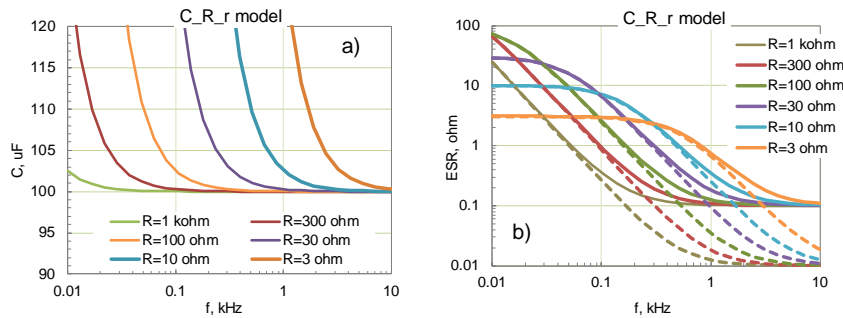 C_R_r model
a)
C, uF
120
115
110
105
100
95
90
R=1 kohm
R=300 ohm
R=100 ohm
R=30 ohm
R=10 ohm
R=3 ohm
0.01
0.1
1
10
f, kHz
C_R_r model
b)
ESR, ohm
100
10
1
0.1
0.01
R=1 kohm
R=300 ohm
R=100 ohm
R=30 ohm
R=10 ohm
R=3 ohm
0.01
0.1
1
10
f, kHz